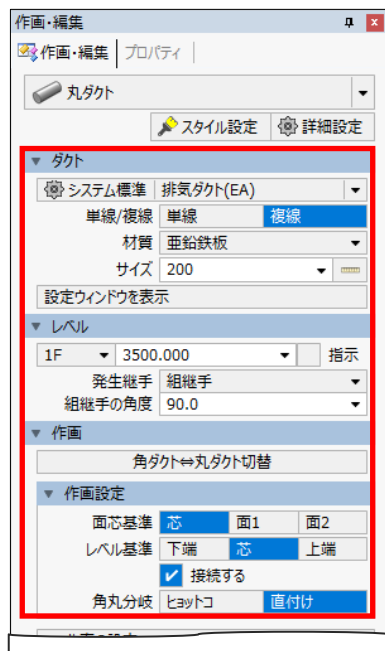 作画・編集
作画・編集 プロパティ
丸ダクト
スタイル設定 詳細設定
ダクト
システム標準 排気ダクト(EA)
単線/複線 単線 複線
材質 亜鉛鉄板
サイズ 200
設定ウィンドウを表示
レベル
1F 3500.000 指示
発生継手 組継手
組継手の角度 90.0
作画
角ダクト⇔丸ダクト切替
作画設定
面芯基準 芯 面1 面2
レベル基準 下端 芯 上端
接続する
角丸分岐 ヒョットコ 直付け